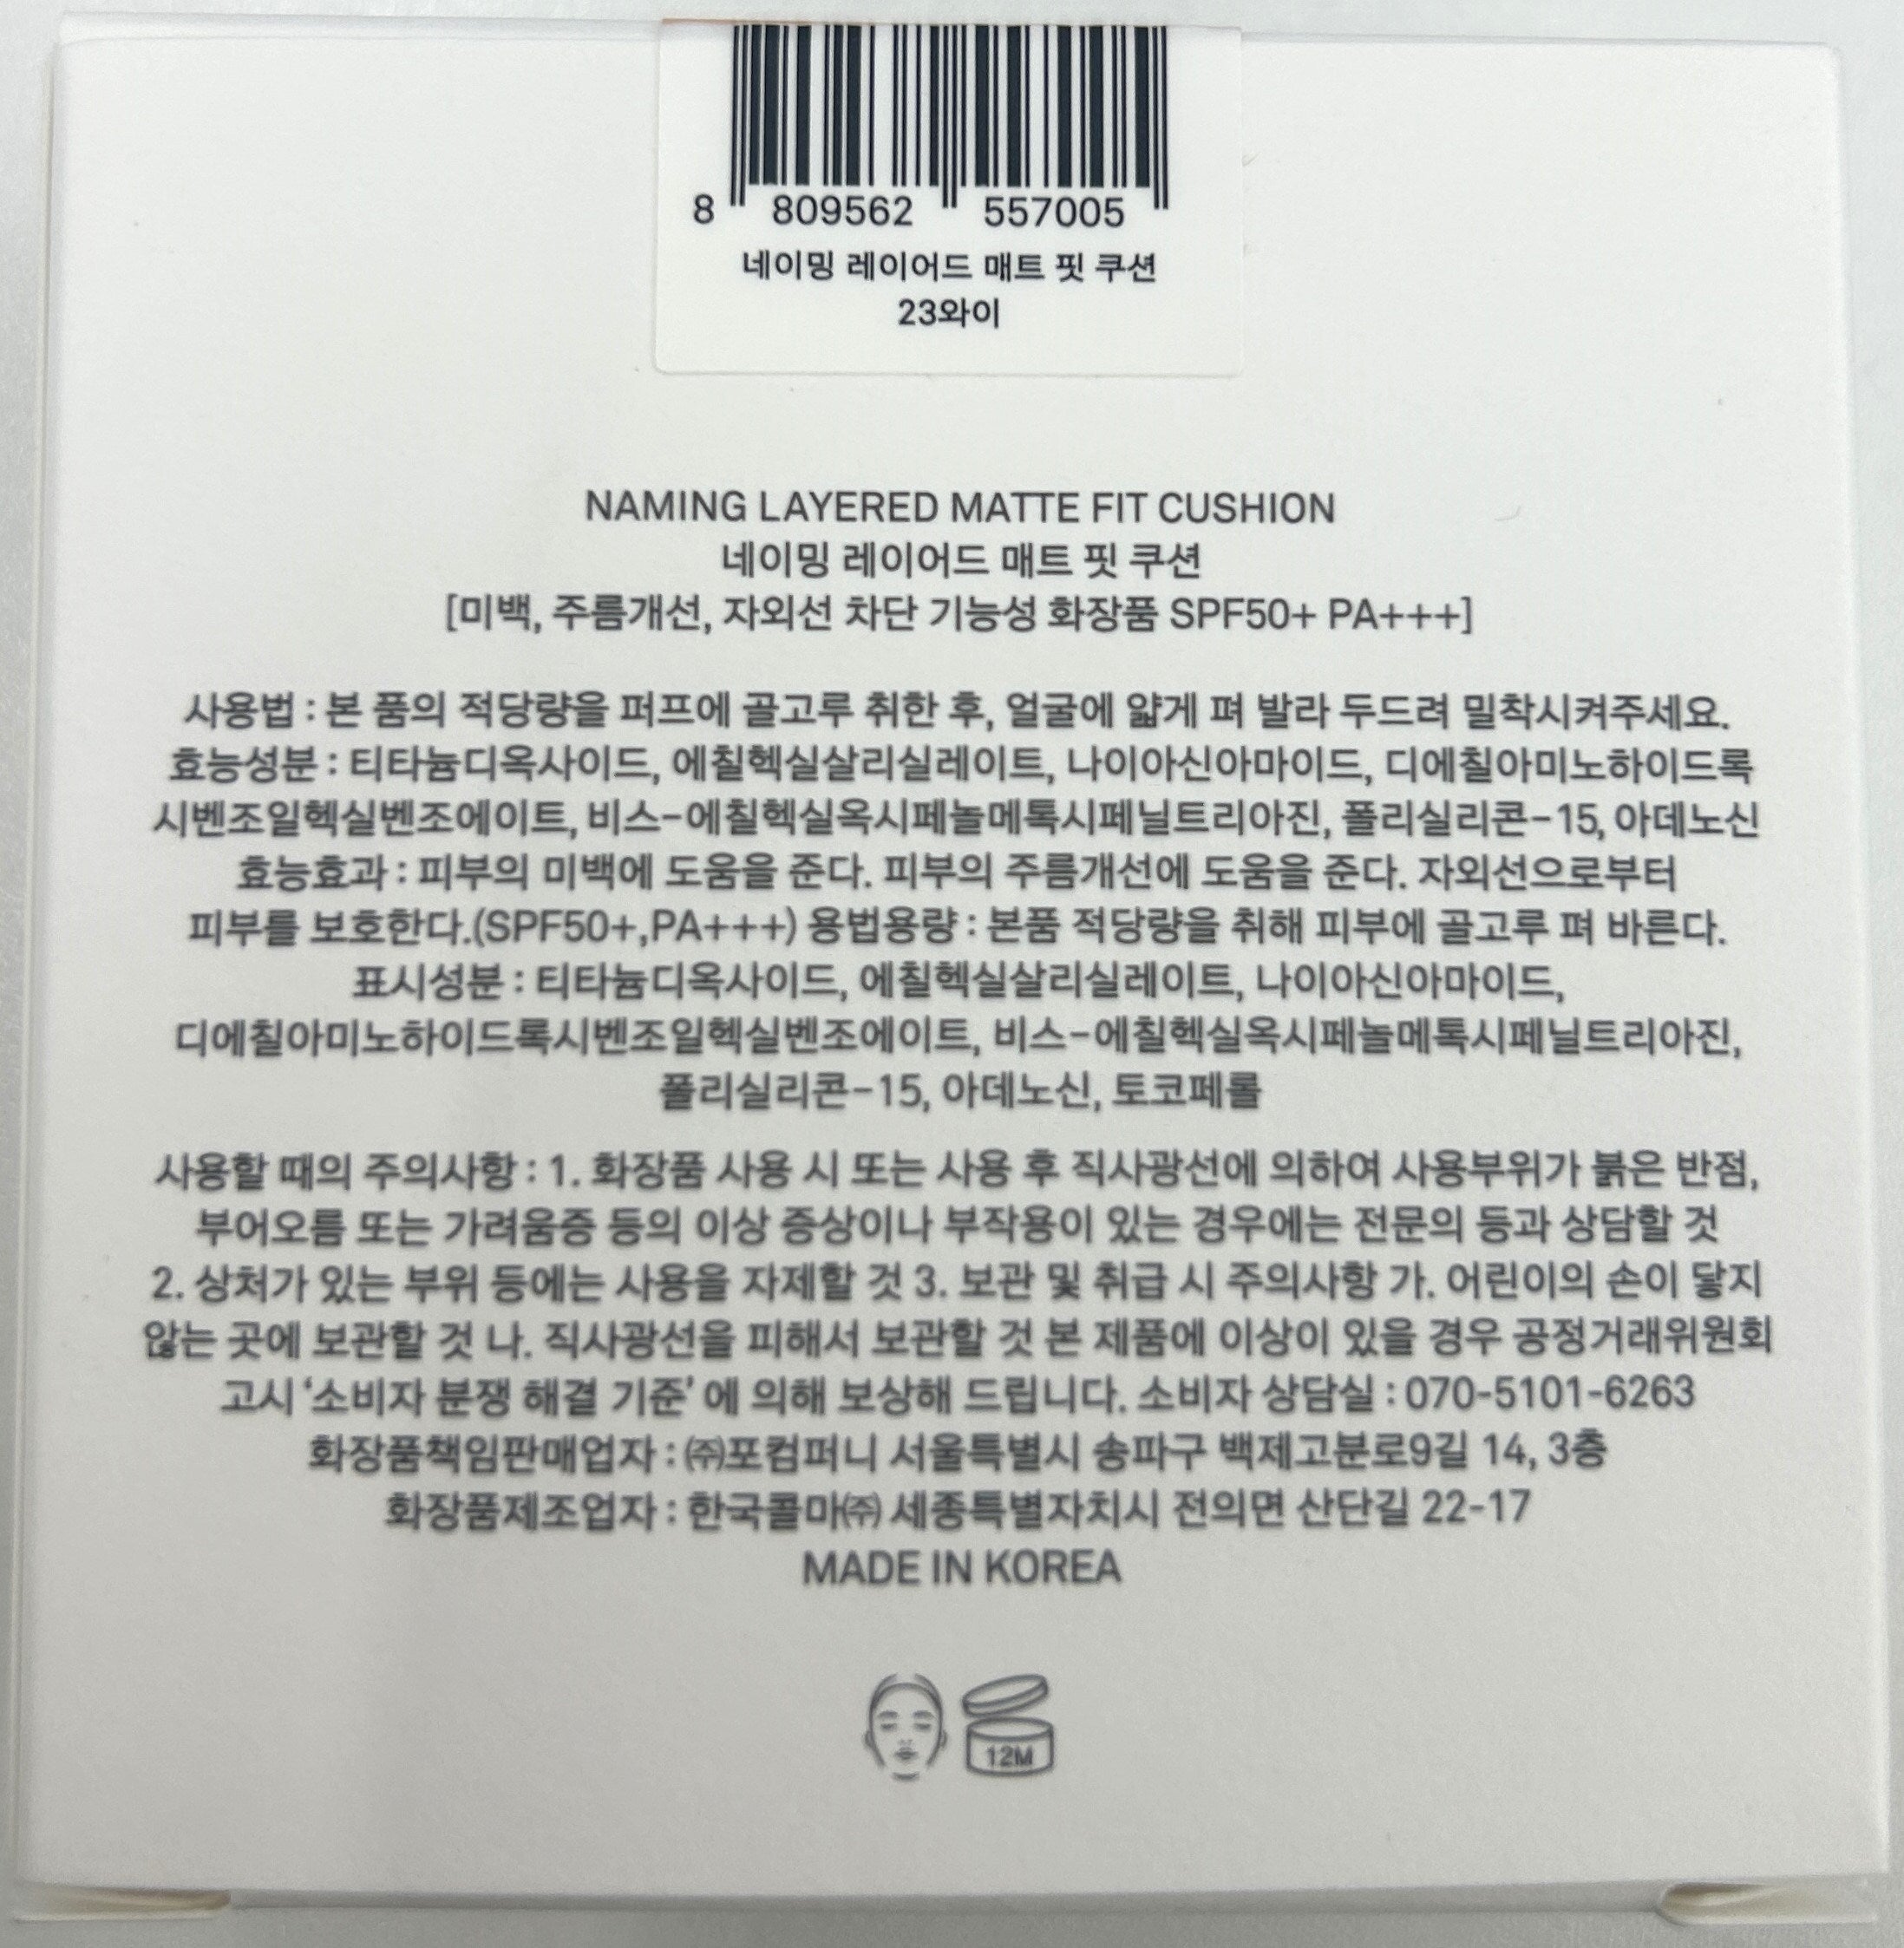 8 809562 557005
네이밍 레이어드 매트 핏 쿠션
23와이
NAMING LAYERED MATTE FIT CUSHION
네이밍 레이어드 매트 핏 쿠션
[미백, 주름개선, 자외선 차단 기능성 화장품 SPF50+ PA+++]
사용법 : 본 품의 적당량을 퍼프에 골고루 취한 후, 얼굴에 얇게 펴 발라 두드려 밀착시켜주세요.
효능성분 : 티타늄디옥사이드, 에칠헥실살리실레이트, 나이아신아마이드, 디에칠아미노하이드록
시벤조일헥실벤조에이트, 비스-에칠헥실옥시페놀메톡시페닐트리아진, 폴리실리콘-15, 아데노신
효능효과 : 피부의 미백에 도움을 준다. 피부의 주름개선에 도움을 준다. 자외선으로부터
피부를 보호한다.(SPF50+,PA+++) 용법용량 : 본품 적당량을 취해 피부에 골고루 펴 바른다.
표시성분 : 티타늄디옥사이드, 에칠헥실살리실레이트, 나이아신아마이드,
디에칠아미노하이드록시벤조일헥실벤조에이트, 비스-에칠헥실옥시페놀메톡시페닐트리아진,
폴리실리콘-15, 아데노신, 토코페롤
사용할 때의 주의사항 : 1. 화장품 사용 시 또는 사용 후 직사광선에 의하여 사용부위가 붉은 반점,
부어오름 또는 가려움증 등의 이상 증상이나 부작용이 있는 경우에는 전문의 등과 상담할 것
2. 상처가 있는 부위 등에는 사용을 자제할 것 3. 보관 및 취급 시 주의사항 가. 어린이의 손이 닿지
않는 곳에 보관할 것 나. 직사광선을 피해서 보관할 것 본 제품에 이상이 있을 경우 공정거래위원회
고시 ‘소비자 분쟁 해결 기준’ 에 의해 보상해 드립니다. 소비자 상담실 : 070-5101-6263
화장품책임판매업자 : ㈜포컴퍼니 서울특별시 송파구 백제고분로9길 14, 3층
화장품제조업자 : 한국콜마㈜ 세종특별자치시 전의면 산단길 22-17
MADE IN KOREA
12M